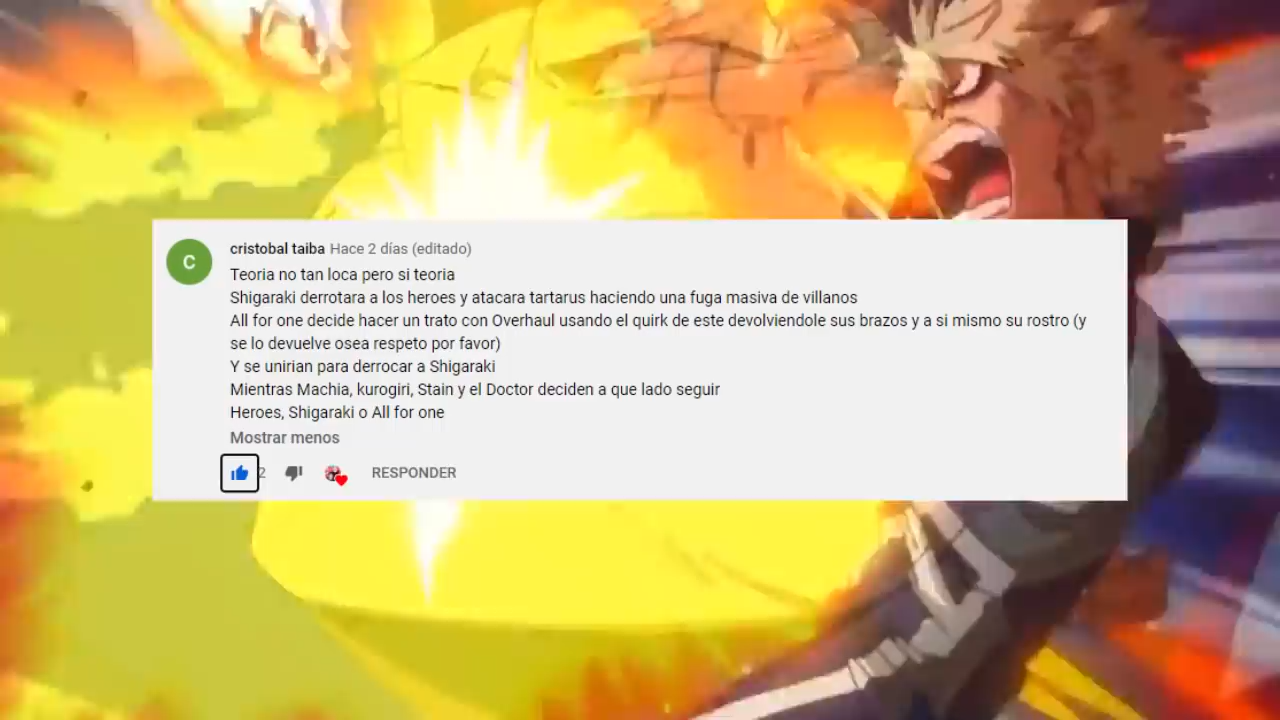 C
cristobal taiba Hace 2 días (editado)
Teoria no tan loca pero si teoria
Shigaraki derrotara a los heroes y atacara tartarus haciendo una fuga masiva de villanos
All for one decide hacer un trato con Overhaul usando el quirk de este devolviendole sus brazos y a si mismo su rostro (y
se lo devuelve osea respeto por favor)
Y se unirian para derrocar a Shigaraki
Mientras Machia, kurogiri, Stain y el Doctor deciden a que lado seguir
Heroes, Shigaraki o All for one
Mostrar menos
2 RESPONDER